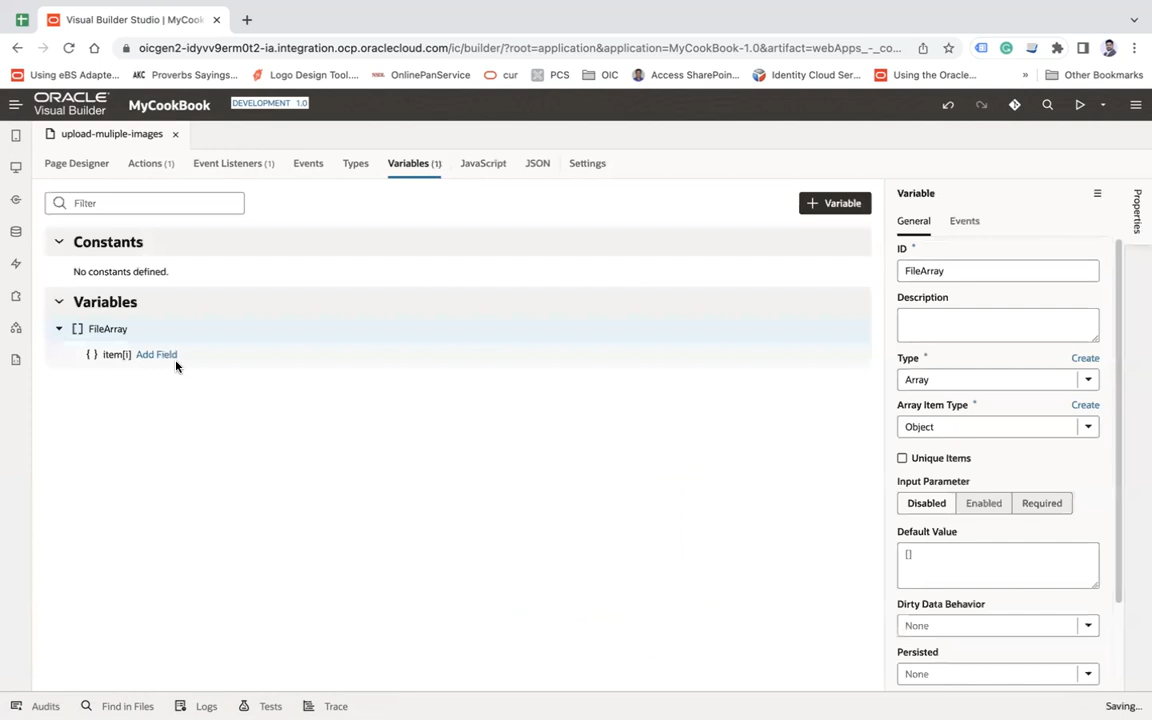 Visual Builder Studio | MyCook
oicgen2-idyvv9erm0t2-ia.integration.ocp.oraclecloud.com/ic/builder/?root=application&application=MyCookBook-1.0&artifact=webApps_-_co...
Using eBS Adapte...
AKC Proverbs Sayings...
Logo Design Tool....
OnlinePanService
cur
PCS
OIC
Access SharePoin...
Identity Cloud Ser...
Using the Oracle...
»
Other Bookmarks
ORACLE
Visual Builder
MyCookBook
DEVELOPMENT 1.0
upload-muliple-images
Page Designer
Actions (1)
Event Listeners (1)
Events
Types
Variables (1)
JavaScript
JSON
Settings
Filter
+ Variable
Constants
No constants defined.
Variables
[] FileArray
{ } item[i] Add Field
Variable
General
Events
ID *
FileArray
Description
Type *
Create
Array
Array Item Type *
Create
Object
Unique Items
Input Parameter
Disabled
Enabled
Required
Default Value
[]
Dirty Data Behavior
None
Persisted
None
Properties
Audits
Find in Files
Logs
Tests
Trace
Saving...